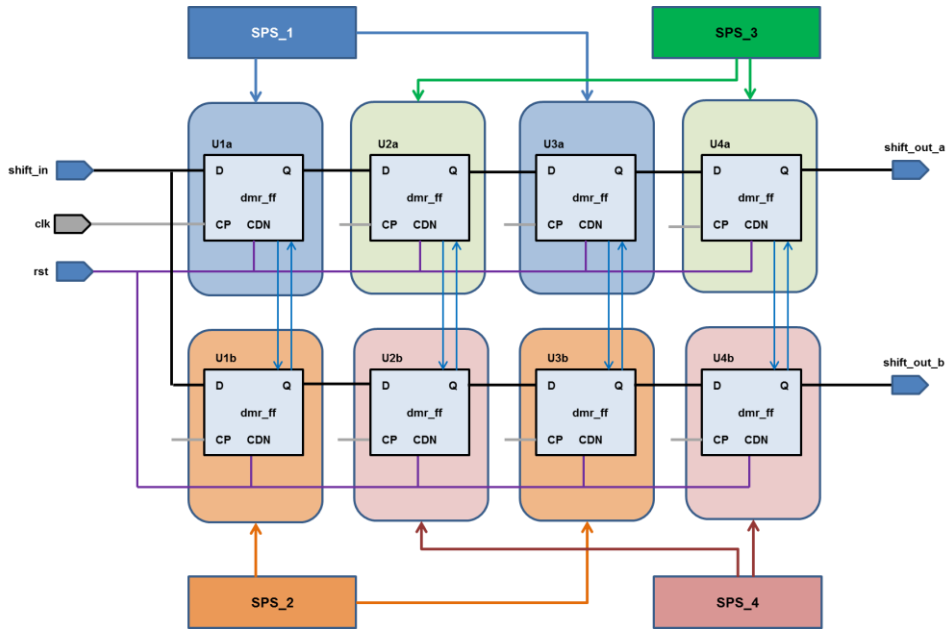 SPS_1
SPS_3
U1a
U2a
U3a
U4a
shift_out_a
shift_in
D Q
D Q
D Q
D Q
dmr_ff
dmr_ff
dmr_ff
dmr_ff
clk
CP CDN
CP CDN
CP CDN
CP CDN
rst
U1b
U2b
U3b
U4b
shift_out_b
D Q
D Q
D Q
D Q
dmr_ff
dmr_ff
dmr_ff
dmr_ff
CP CDN
CP CDN
CP CDN
CP CDN
SPS_2
SPS_4